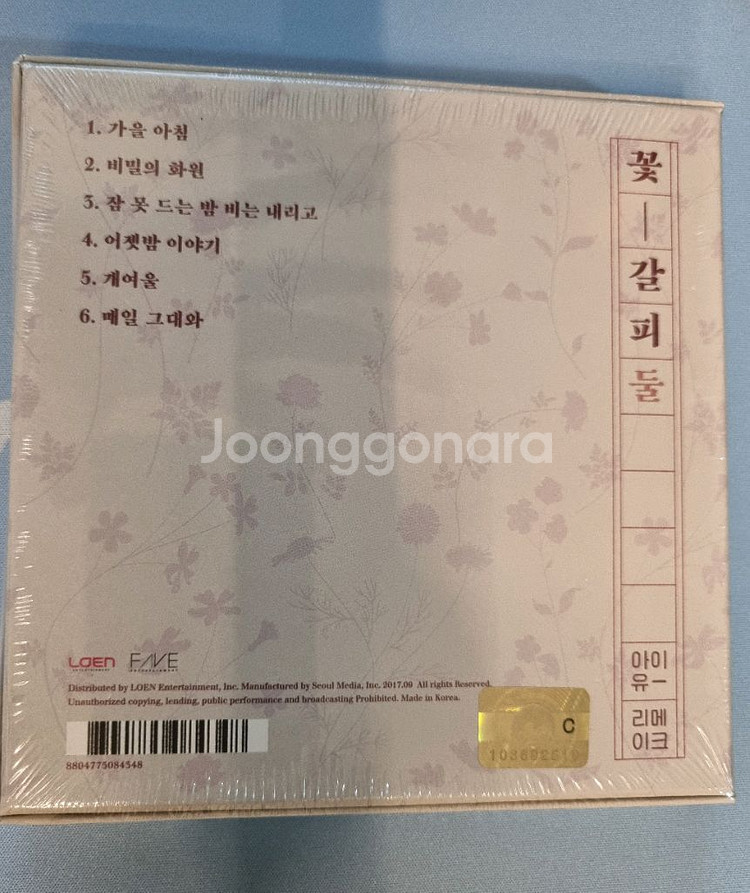 1. 가을 아침
2. 비밀의 화원
3. 잠 못 드는 밤 비는 내리고
4. 어젯밤 이야기
5. 개여울
6. 매일 그대와
꽃
—
갈
피
둘
아이
유—
리메
이크
Joonggonara
LOEN
ENTERTAINMENT
FAVE
ENTERTAINMENT
Distributed by LOEN Entertainment, Inc. Manufactured by Seoul Media, Inc. 2017.09 All rights Reserved.
Unauthorized copying, lending, public performance and broadcasting Prohibited. Made in Korea.
8804775084548
C